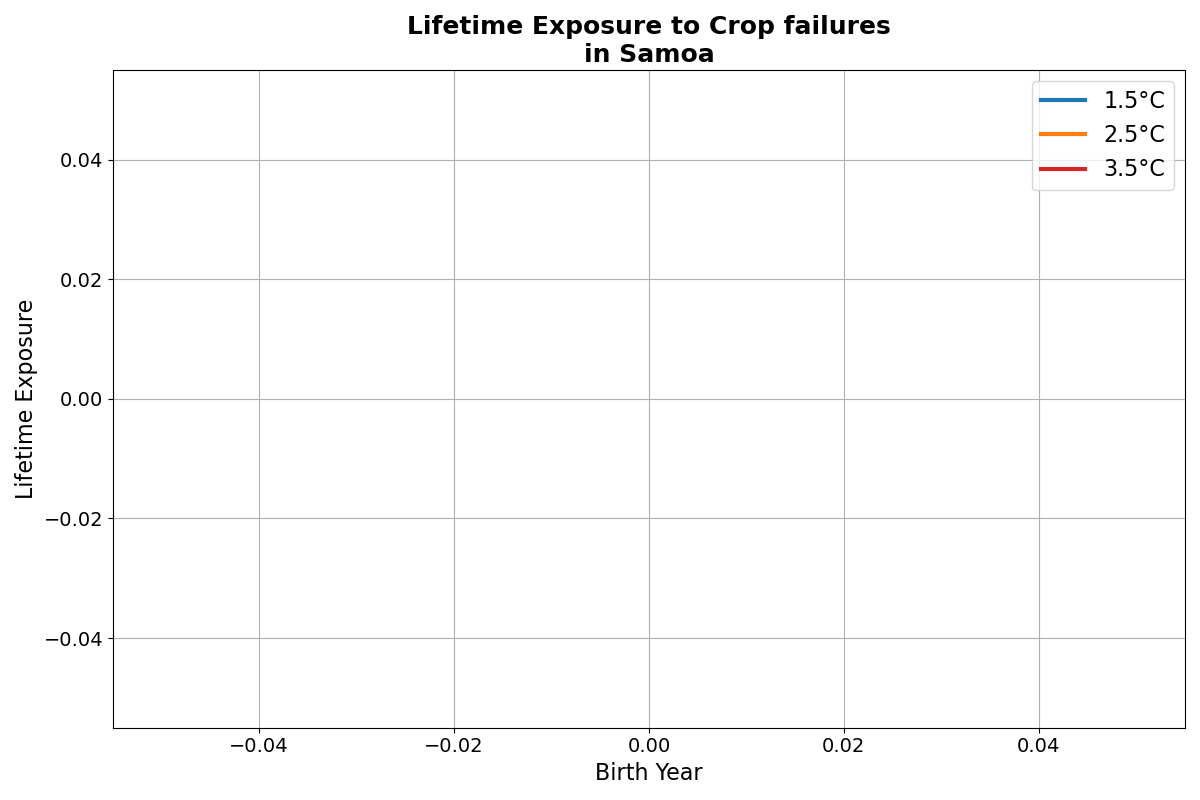 Lifetime Exposure to Crop failures
in Samoa
1.5°C
2.5°C
3.5°C
Lifetime Exposure
0.04
0.02
0.00
−0.02
−0.04
−0.04
−0.02
0.00
0.02
0.04
Birth Year